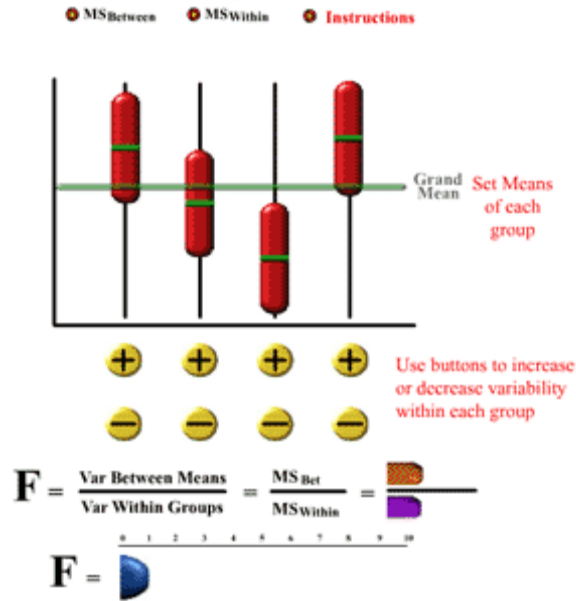 MSBetween MSWithin Instructions
Grand
Mean
Set Means
of each
group
+ + + +
Use buttons to increase
or decrease variability
within each group
− − − −
F = Var Between Means / Var Within Groups = MS Bet / MSWithin =
0 1 2 3 4 5 6 7 8 9 10
F =